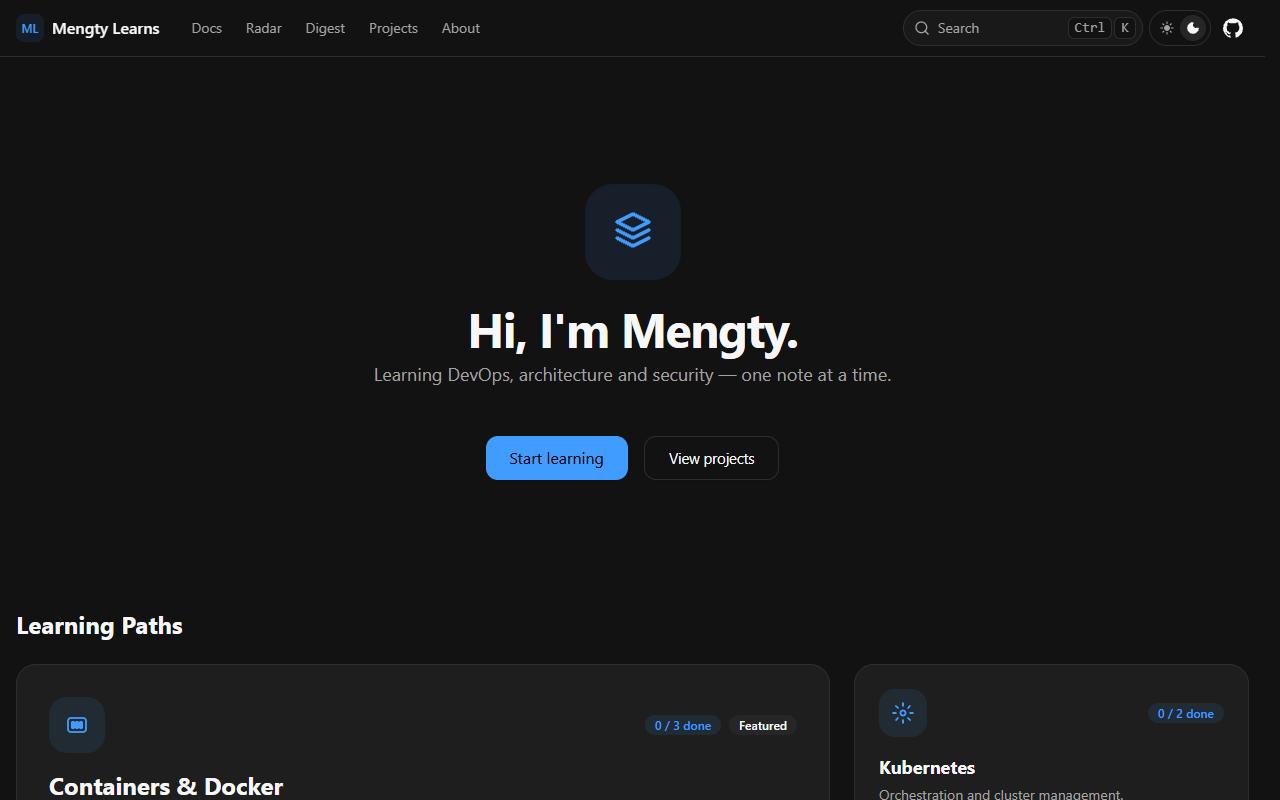 ML Mengty Learns Docs Radar Digest Projects About Search Ctrl K
Hi, I'm Mengty.
Learning DevOps, architecture and security — one note at a time.
Start learning View projects
Learning Paths
0 / 3 done Featured
Containers & Docker
0 / 2 done
Kubernetes
Orchestration and cluster management.